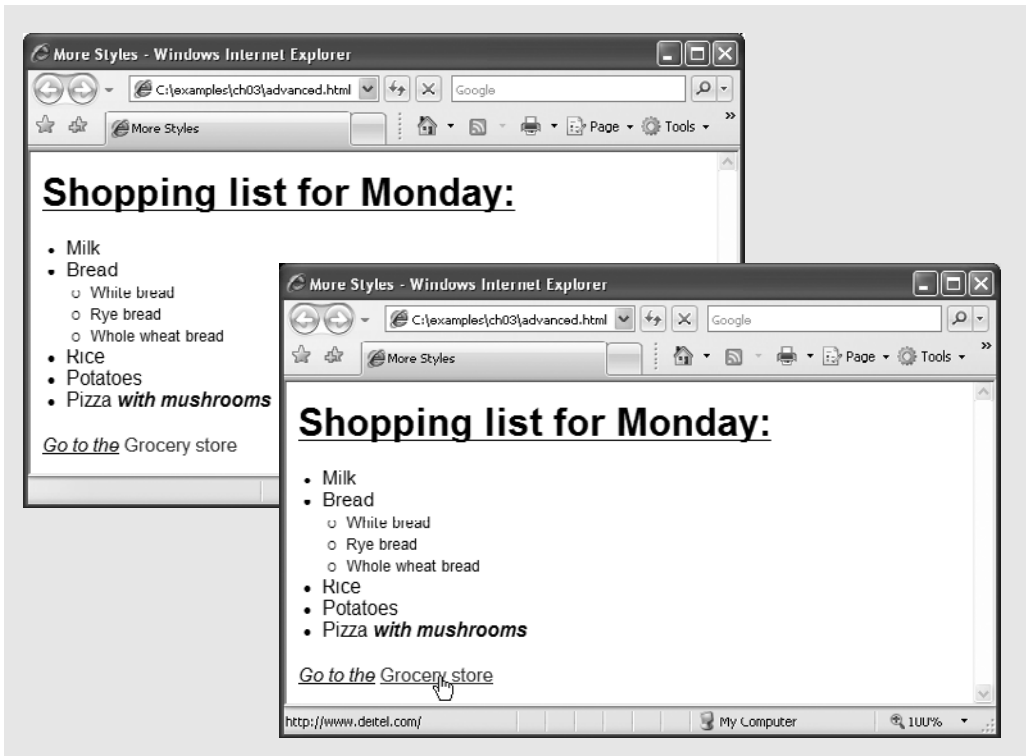 More Styles - Windows Internet Explorer
C:\examples\ch03\advanced.html
Google
More Styles
Page
Tools
»
Shopping list for Monday:
• Milk
• Bread
o White bread
o Rye bread
o Whole wheat bread
• Rice
• Potatoes
• Pizza with mushrooms
Go to the Grocery store
More Styles - Windows Internet Explorer
C:\examples\ch03\advanced.html
Google
More Styles
Page
Tools
»
Shopping list for Monday:
• Milk
• Bread
o White bread
o Rye bread
o Whole wheat bread
• Rice
• Potatoes
• Pizza with mushrooms
Go to the Grocery store
http://www.deitel.com/
My Computer
100%